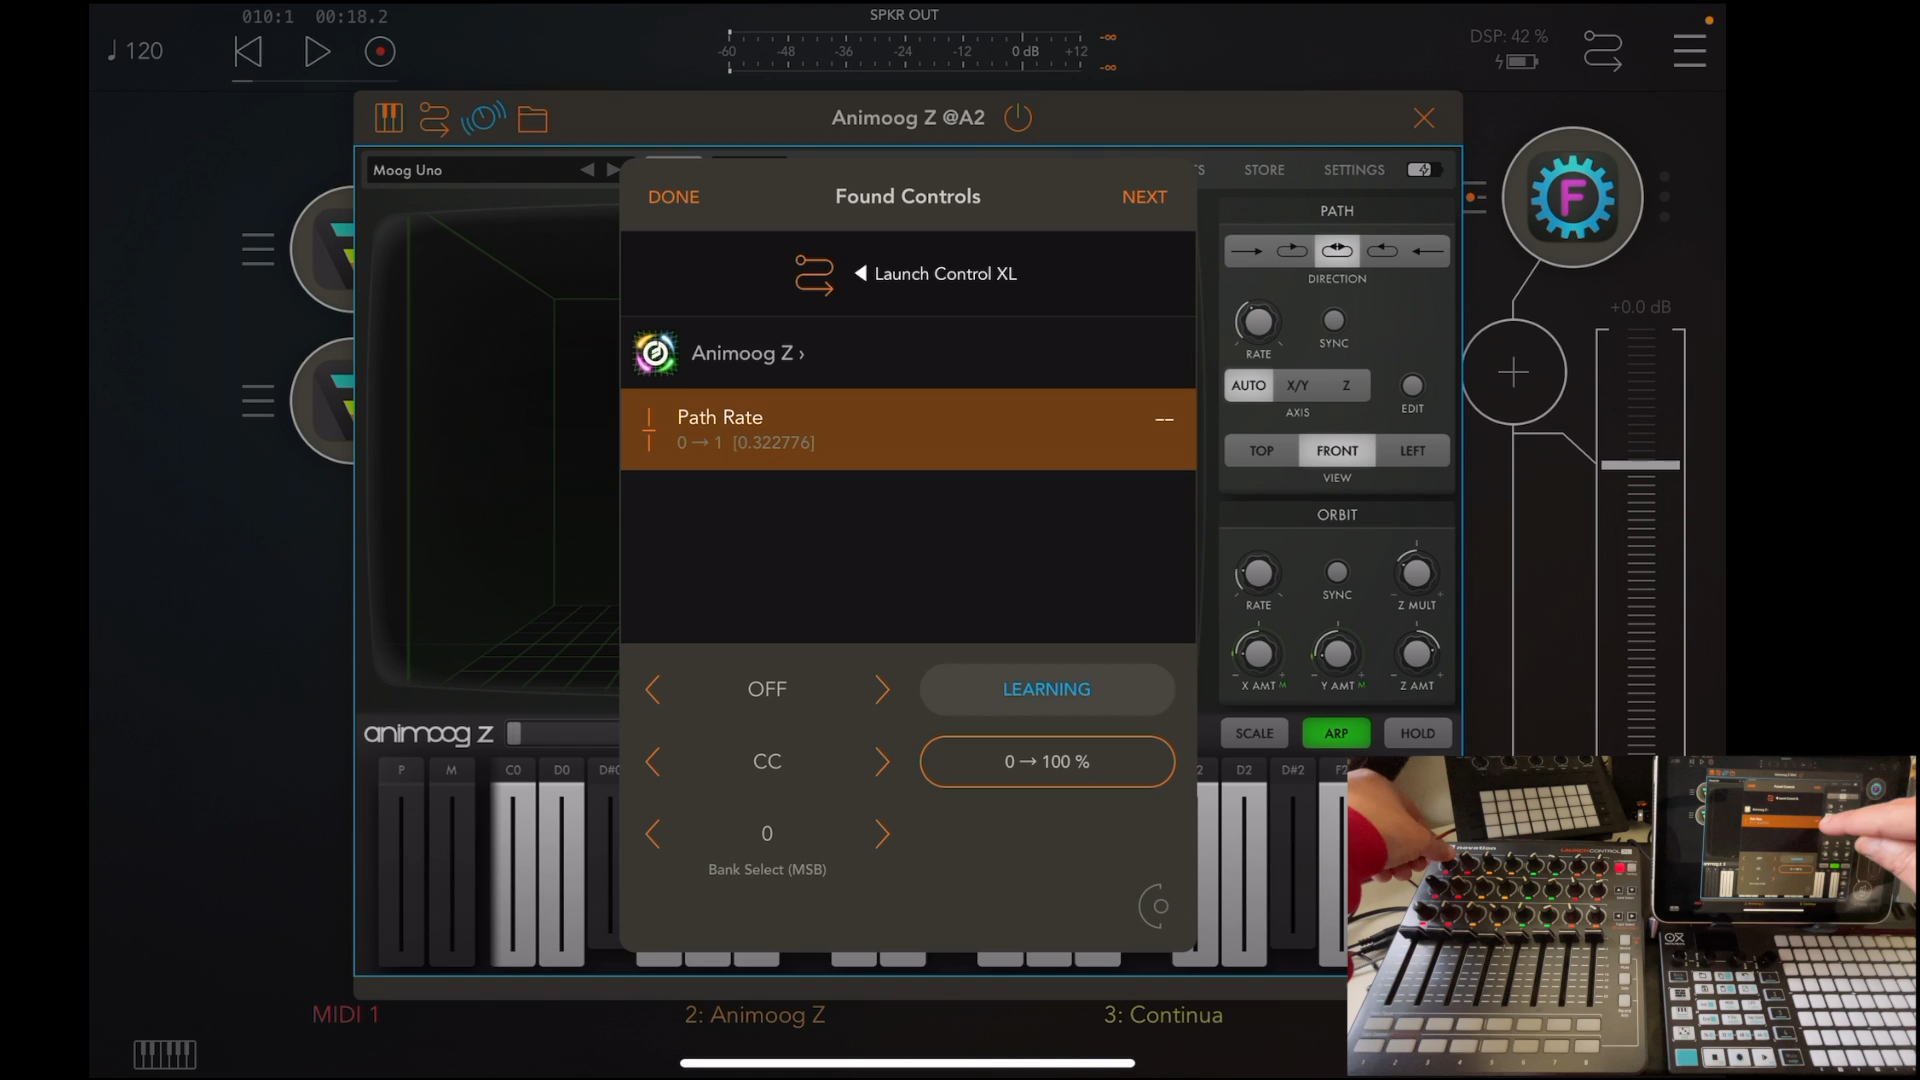 010:1 00:18.2
SPKR OUT
120
-60 -48 -36 -24 -12 0 dB +12
-∞
-∞
DSP: 42 %
Animoog Z @A2
Moog Uno
STORE
SETTINGS
DONE
Found Controls
NEXT
Launch Control XL
Animoog Z ›
Path Rate
0 → 1 [0.322776]
--
OFF
LEARNING
CC
0 → 100 %
0
Bank Select (MSB)
PATH
DIRECTION
RATE
SYNC
AUTO X/Y Z
AXIS
EDIT
TOP FRONT LEFT
VIEW
ORBIT
RATE
SYNC
Z MULT
X AMT M
Y AMT M
Z AMT
SCALE
ARP
HOLD
F
+0.0 dB
animoog z
P M C0 D0 D#0
D2 D#2
MIDI 1
2: Animoog Z
3: Continua
novation
LAUNCHCONTROL XL